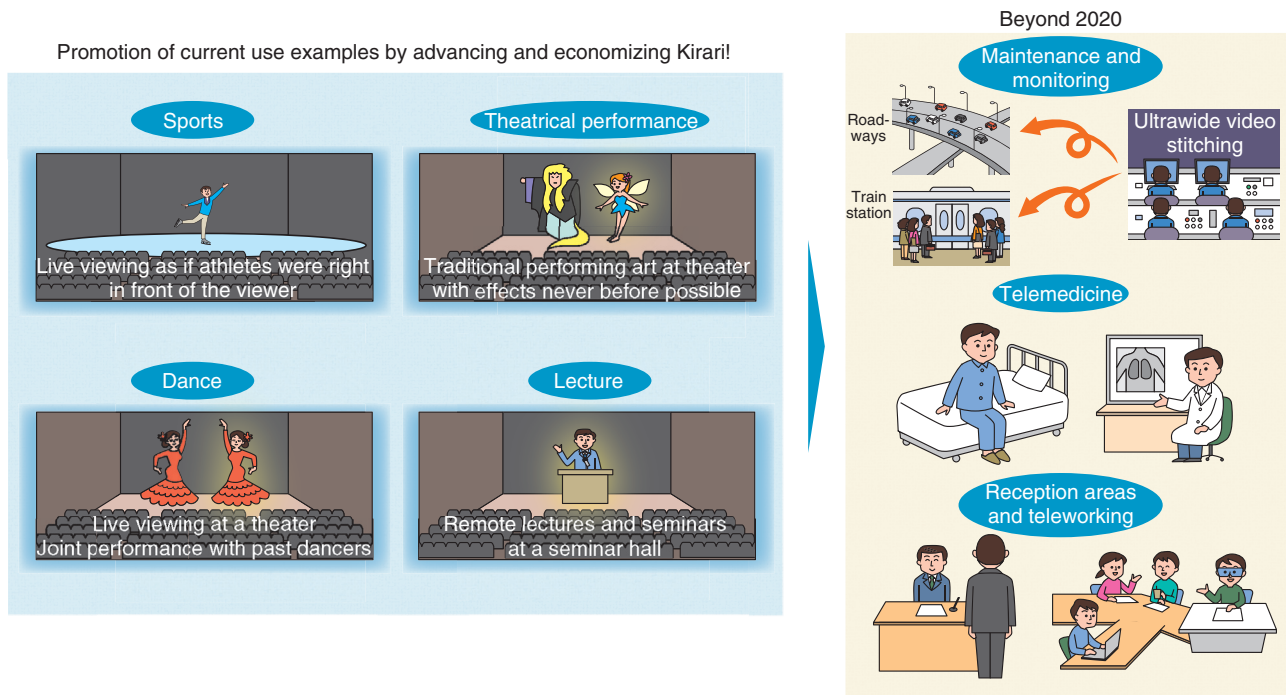 Promotion of current use examples by advancing and economizing Kirari!
Sports
Live viewing as if athletes were right
in front of the viewer
Theatrical performance
Traditional performing art at theater
with effects never before possible
Dance
Live viewing at a theater
Joint performance with past dancers
Lecture
Remote lectures and seminars
at a seminar hall
Beyond 2020
Maintenance and
monitoring
Road-
ways
Train
station
Ultrawide video
stitching
Telemedicine
Reception areas
and teleworking